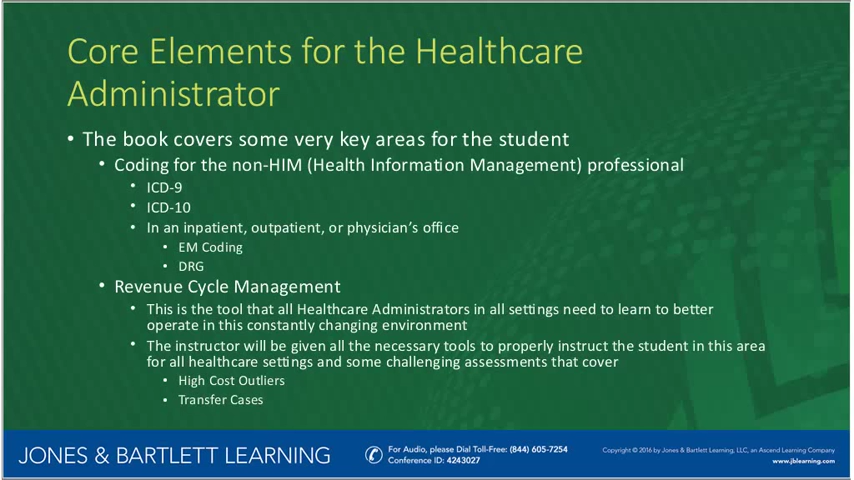 Core Elements for the Healthcare
Administrator
• The book covers some very key areas for the student
• Coding for the non-HIM (Health Information Management) professional
• ICD-9
• ICD-10
• In an inpatient, outpatient, or physician's office
• EM Coding
• DRG
• Revenue Cycle Management
• This is the tool that all Healthcare Administrators in all settings need to learn to better
operate in this constantly changing environment
• The instructor will be given all the necessary tools to properly instruct the student in this area
for all healthcare settings and some challenging assessments that cover
• High Cost Outliers
• Transfer Cases
JONES & BARTLETT LEARNING
For Audio, please Dial Toll-Free: (844) 605-7254
Conference ID: 4243027
Copyright © 2016 by Jones & Bartlett Learning, LLC, an Ascend Learning Company
www.jblearning.com